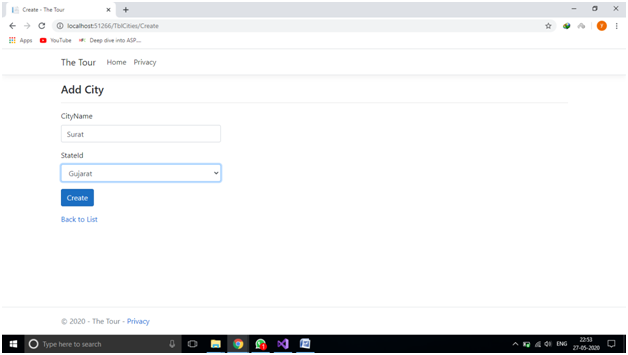 Create - The Tour
localhost:51266/TblCities/Create
Apps YouTube Deep dive into ASP....
The Tour Home Privacy
Add City
CityName
Surat
StateId
Gujarat
Create
Back to List
© 2020 - The Tour - Privacy
Type here to search
ENG
22:53
27-05-2020